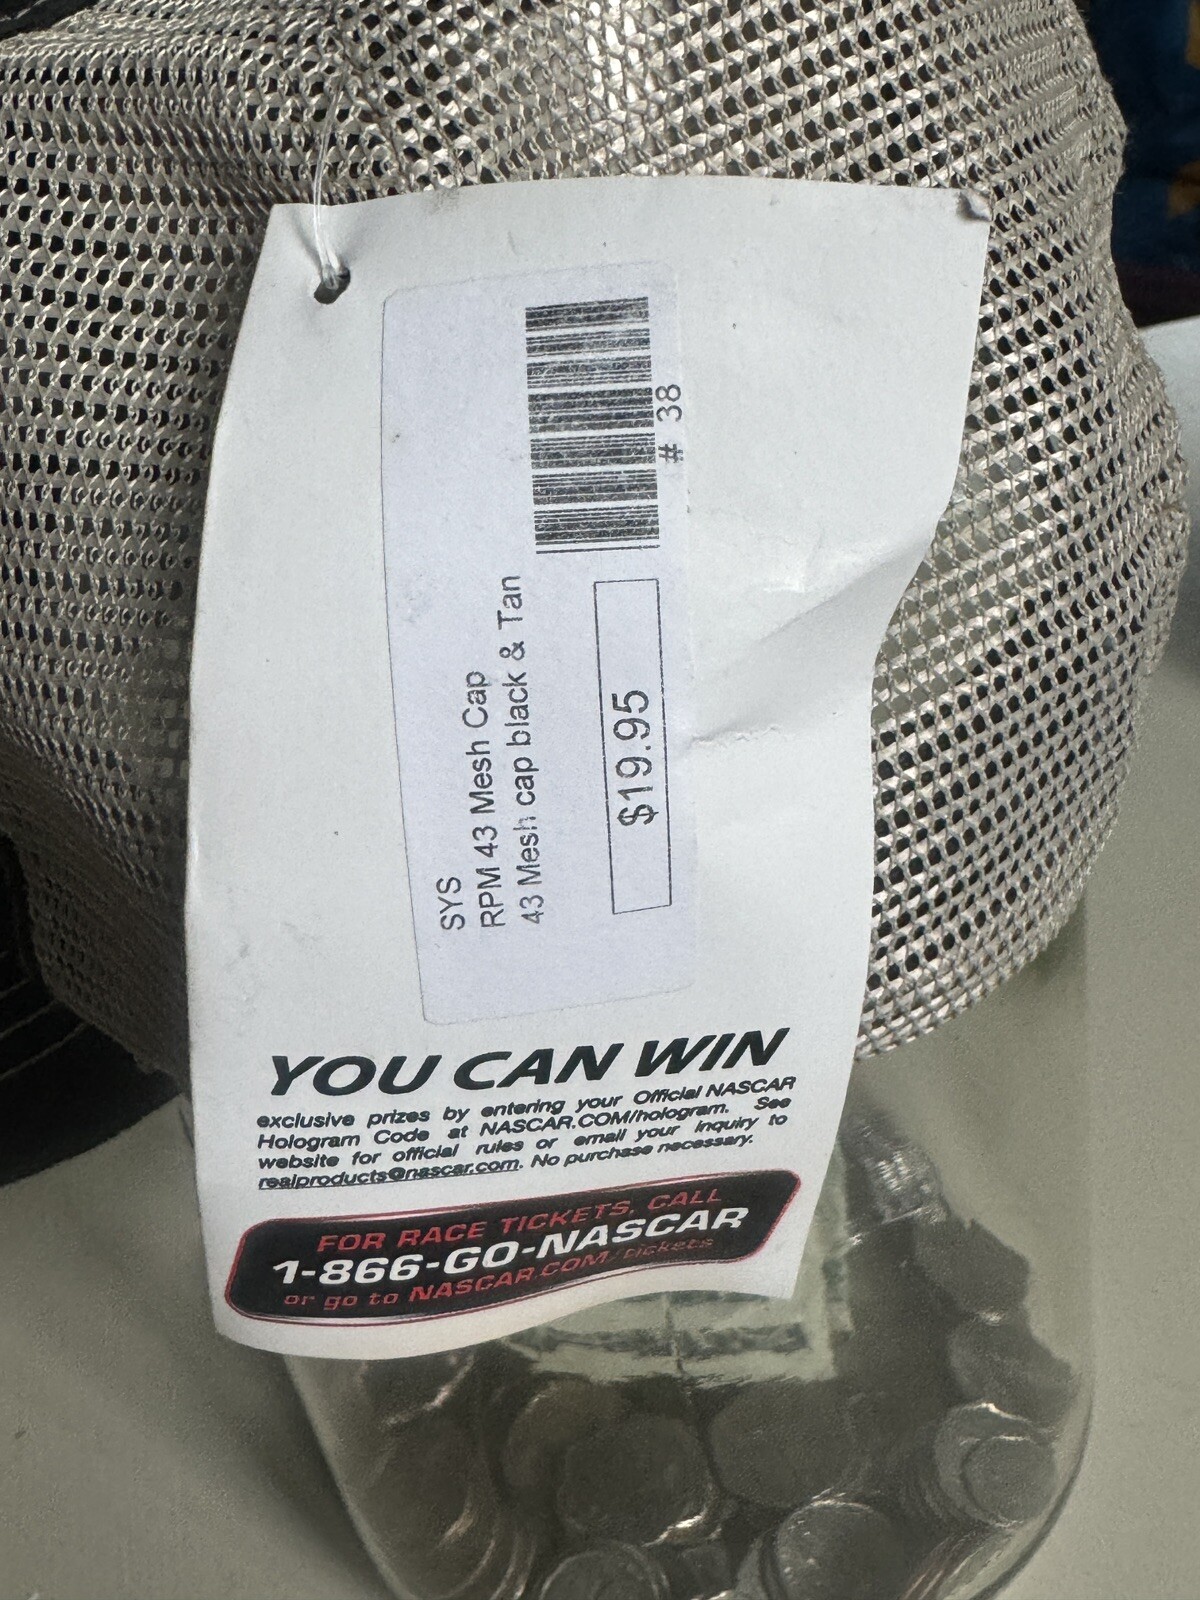 # 38
SYS
RPM 43 Mesh Cap
43 Mesh cap black & Tan
$19.95
YOU CAN WIN
exclusive prizes by entering your Official NASCAR
Hologram Code at NASCAR.COM/hologram. See
website for official rules or email your inquiry to
realproducts@nascar.com. No purchase necessary.
FOR RACE TICKETS, CALL
1-866-GO-NASCAR
or go to NASCAR.COM/tickets